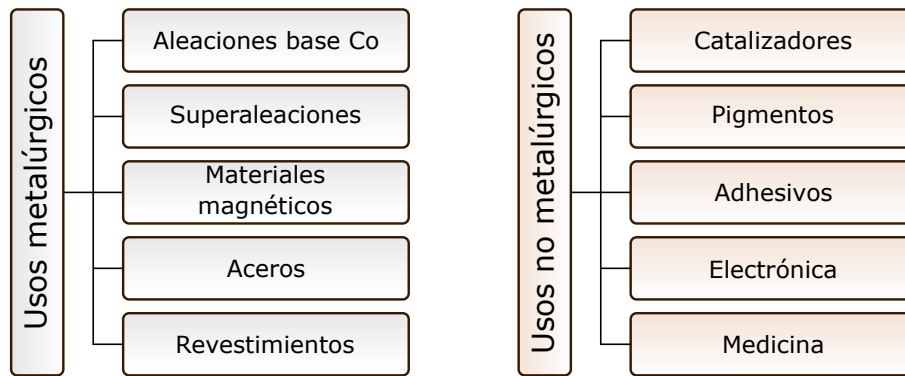 Usos metalúrgicos
Aleaciones base Co
Superaleaciones
Materiales
magnéticos
Aceros
Revestimientos
Usos no metalúrgicos
Catalizadores
Pigmentos
Adhesivos
Electrónica
Medicina